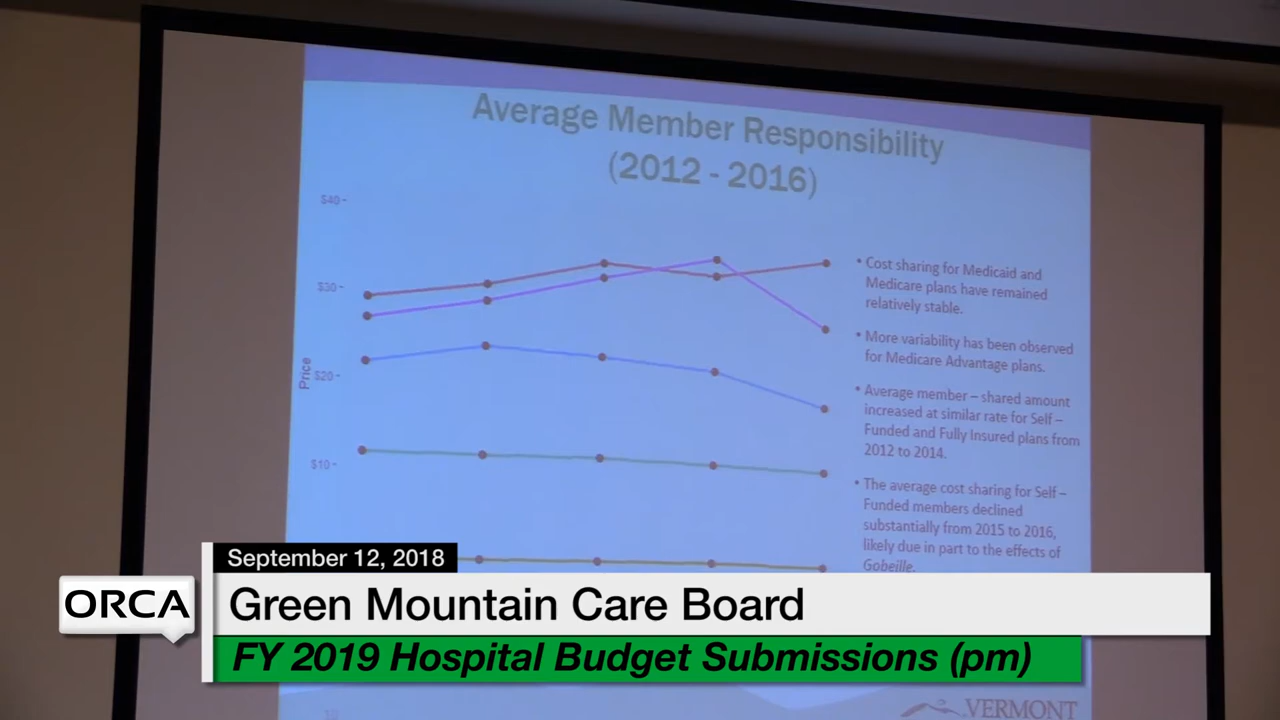 Average Member Responsibility
(2012 - 2016)
$40
$30
Price
$20
$10
• Cost sharing for Medicaid and
Medicare plans have remained
relatively stable.
• More variability has been observed
for Medicare Advantage plans.
• Average member – shared amount
increased at similar rate for Self –
Funded and Fully Insured plans from
2012 to 2014.
• The average cost sharing for Self –
Funded members declined
substantially from 2015 to 2016,
likely due in part to the effects of
Gobeille.
September 12, 2018
ORCA
Green Mountain Care Board
FY 2019 Hospital Budget Submissions (pm)
VERMONT